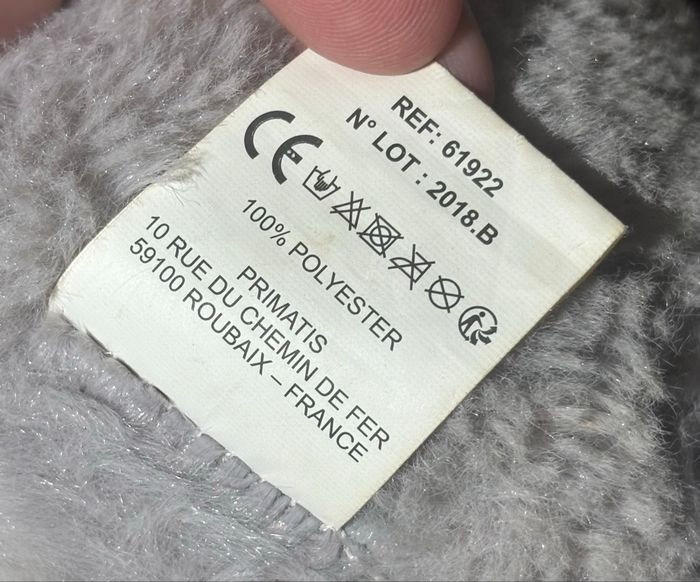 REF: 61922
N° LOT : 2018.B
CE
100% POLYESTER
PRIMATIS
10 RUE DU CHEMIN DE FER
59100 ROUBAIX – FRANCE